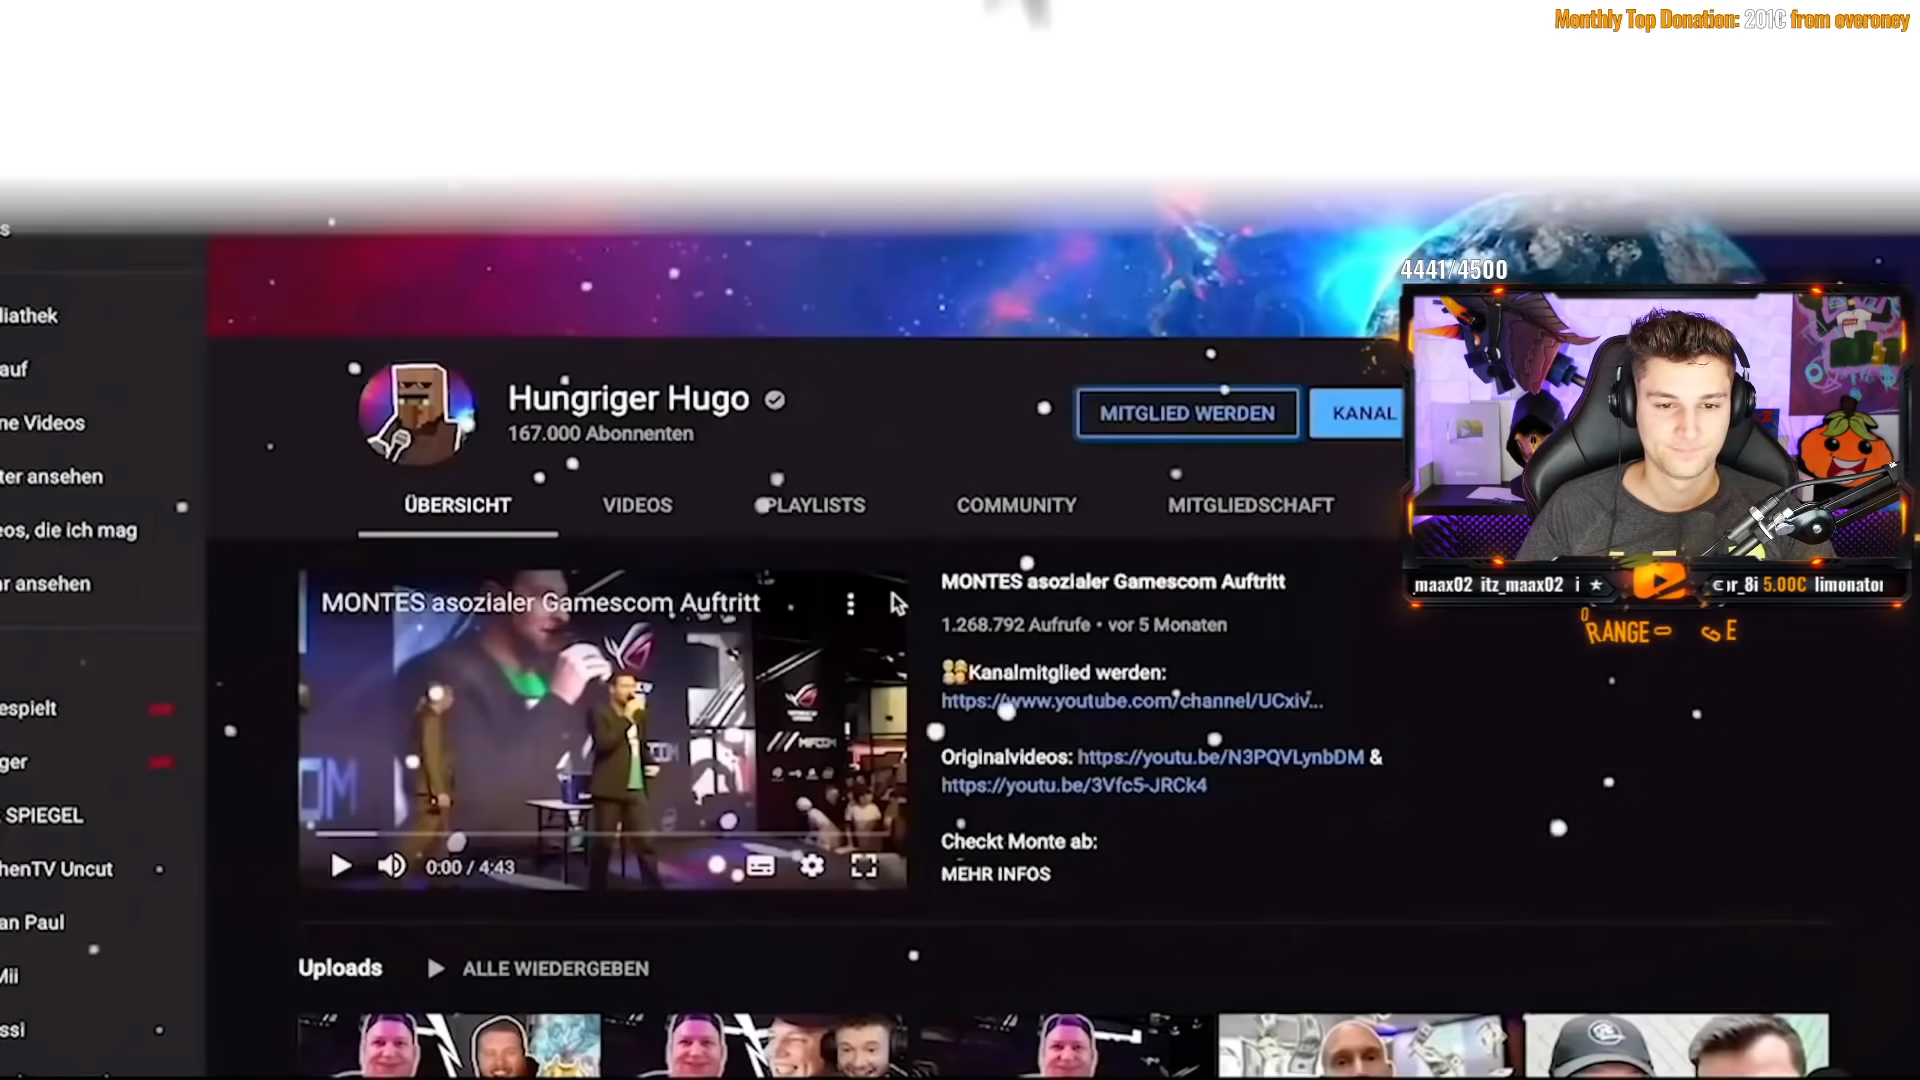 Monthly Top Donation: 201€ from overoney
s
liathek
auf
ne Videos
ter ansehen
eos, die ich mag
r ansehen
espielt
ger
SPIEGEL
henTV Uncut
an Paul
Mii
ssi
Hungriger Hugo
167.000 Abonnenten
MITGLIED WERDEN
KANAL
ÜBERSICHT VIDEOS PLAYLISTS COMMUNITY MITGLIEDSCHAFT
MONTES asozialer Gamescom Auftritt
0:00 / 4:43
MONTES asozialer Gamescom Auftritt
1.268.792 Aufrufe • vor 5 Monaten
Kanalmitglied werden:
https://www.youtube.com/channel/UCxiv...
Originalvideos: https://youtu.be/N3PQVLynbDM &
https://youtu.be/3Vfc5-JRCk4
Checkt Monte ab:
MEHR INFOS
Uploads ALLE WIEDERGEBEN
4441/4500
_maax02 itz_maax02 i ★ or_8i 5.00€ limonato